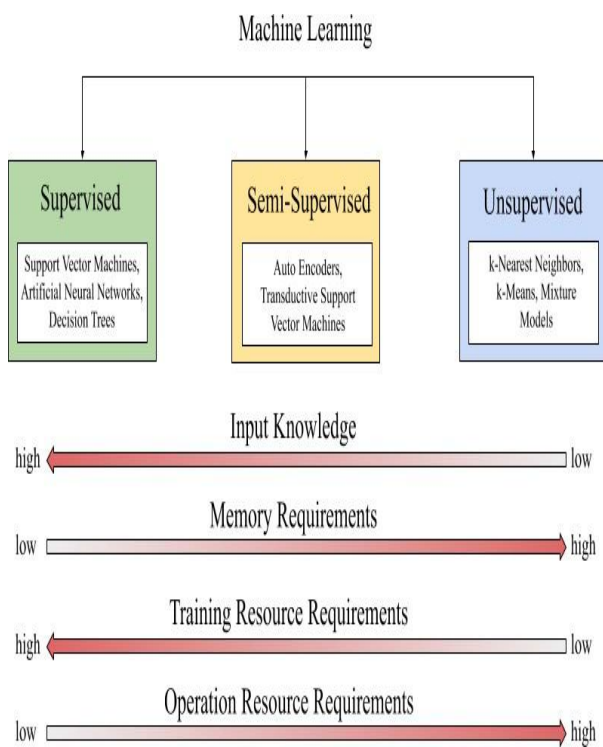 Machine Learning
Supervised
Support Vector Machines,
Artificial Neural Networks,
Decision Trees
Semi-Supervised
Auto Encoders,
Transductive Support
Vector Machines
Unsupervised
k-Nearest Neighbors,
k-Means, Mixture
Models
Input Knowledge
high low
Memory Requirements
low high
Training Resource Requirements
high low
Operation Resource Requirements
low high